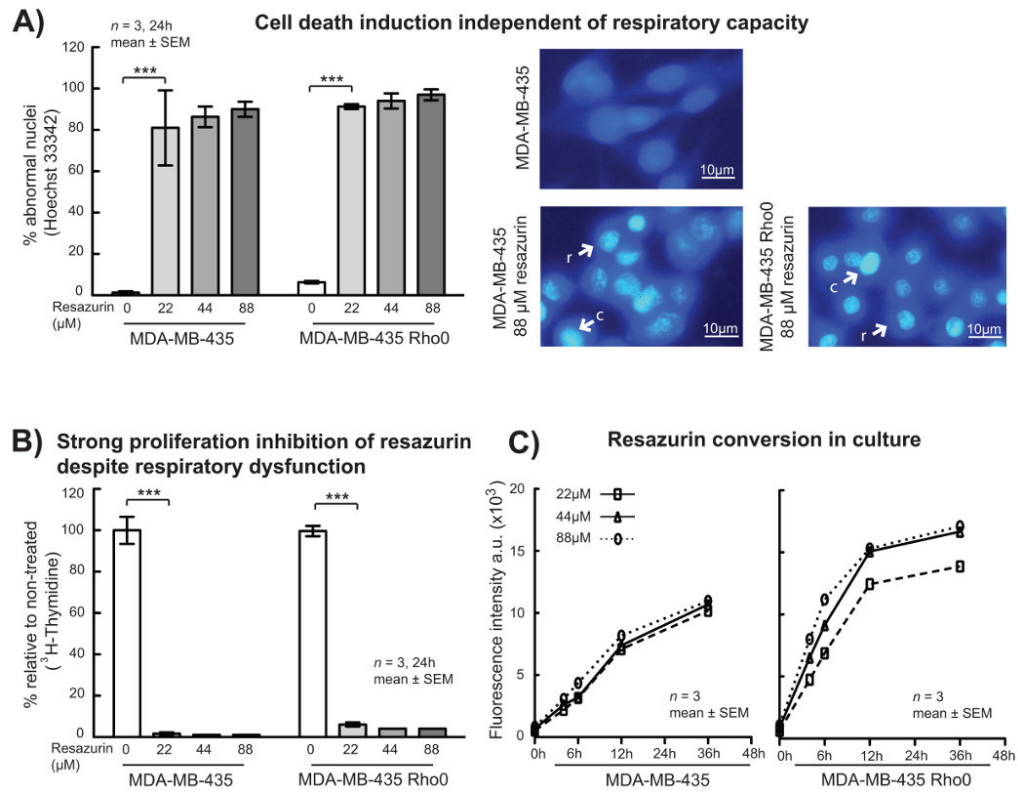 A)
Cell death induction independent of respiratory capacity
n = 3, 24h
mean ± SEM
% abnormal nuclei
(Hoechst 33342)
120
100
80
60
40
20
0
***
***
Resazurin
(µM)
0 22 44 88
0 22 44 88
MDA-MB-435
MDA-MB-435 Rho0
MDA-MB-435
10µm
MDA-MB-435
88 µM resazurin
r
c
10µm
MDA-MB-435 Rho0
88 µM resazurin
c
r
10µm
B)
Strong proliferation inhibition of resazurin
despite respiratory dysfunction
% relative to non-treated
(³H-Thymidine)
120
100
80
60
40
20
0
***
***
n = 3, 24h
mean ± SEM
Resazurin
(µM)
0 22 44 88
0 22 44 88
MDA-MB-435
MDA-MB-435 Rho0
C)
Resazurin conversion in culture
Fluorescence intensity a.u. (x10³)
20
15
10
5
0
22µM
44µM
88µM
n = 3
mean ± SEM
n = 3
mean ± SEM
0h 6h 12h 24h 36h 48h
0h 6h 12h 24h 36h 48h
MDA-MB-435
MDA-MB-435 Rho0